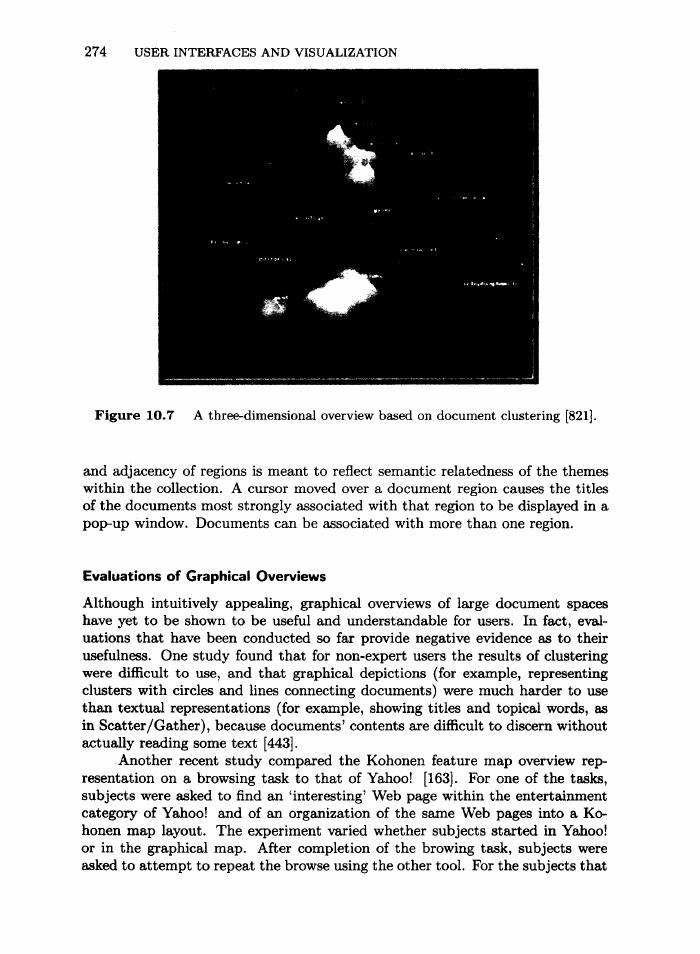 274 USER INTERFACES AND VISUALIZATION
Figure 10.7 A three-dimensional overview based on document clustering [821].
and adjacency of regions is meant to reflect semantic relatedness of the themes
within the collection. A cursor moved over a document region causes the titles
of the documents most strongly associated with that region to be displayed in a
pop-up window. Documents can be associated with more than one region.
Evaluations of Graphical Overviews
Although intuitively appealing, graphical overviews of large document spaces
have yet to be shown to be useful and understandable for users. In fact, eval-
uations that have been conducted so far provide negative evidence as to their
usefulness. One study found that for non-expert users the results of clustering
were difficult to use, and that graphical depictions (for example, representing
clusters with circles and lines connecting documents) were much harder to use
than textual representations (for example, showing titles and topical words, as
in Scatter/Gather), because documents' contents are difficult to discern without
actually reading some text [443].
Another recent study compared the Kohonen feature map overview rep-
resentation on a browsing task to that of Yahoo! [163]. For one of the tasks,
subjects were asked to find an 'interesting' Web page within the entertainment
category of Yahoo! and of an organization of the same Web pages into a Ko-
honen map layout. The experiment varied whether subjects started in Yahoo!
or in the graphical map. After completion of the browing task, subjects were
asked to attempt to repeat the browse using the other tool. For the subjects that